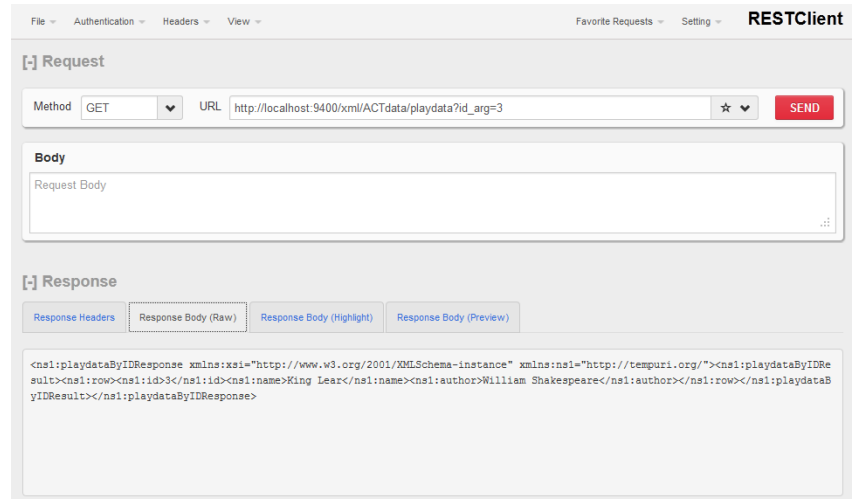 File Authentication Headers View Favorite Requests Setting RESTClient
[-] Request
Method GET URL http://localhost:9400/xml/ACTdata/playdata?id_arg=3 SEND
Body
Request Body
[-] Response
Response Headers Response Body (Raw) Response Body (Highlight) Response Body (Preview)
<ns1:playdataByIDResponse xmlns:xsi="http://www.w3.org/2001/XMLSchema-instance" xmlns:ns1="http://tempuri.org/"><ns1:playdataByIDRe
sult><ns1:row><ns1:id>3</ns1:id><ns1:name>King Lear</ns1:name><ns1:author>William Shakespeare</ns1:author></ns1:row></ns1:playdataB
yIDResult></ns1:playdataByIDResponse>